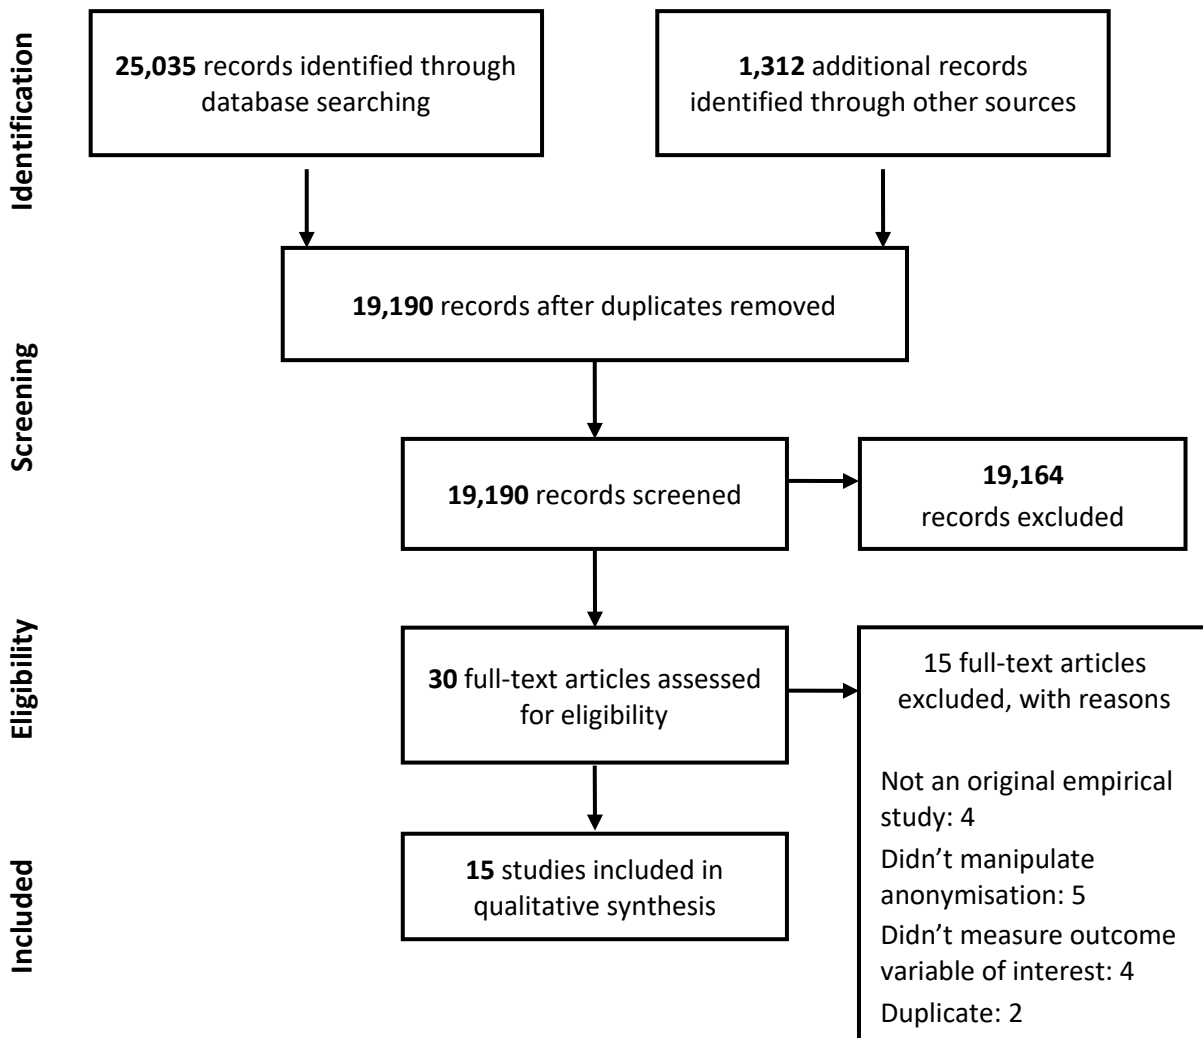 Identification
25,035 records identified through
database searching
1,312 additional records
identified through other sources
19,190 records after duplicates removed
Screening
19,190 records screened
19,164
records excluded
Eligibility
30 full-text articles assessed
for eligibility
15 full-text articles
excluded, with reasons
Not an original empirical
study: 4
Didn’t manipulate
anonymisation: 5
Didn’t measure outcome
variable of interest: 4
Duplicate: 2
Included
15 studies included in
qualitative synthesis